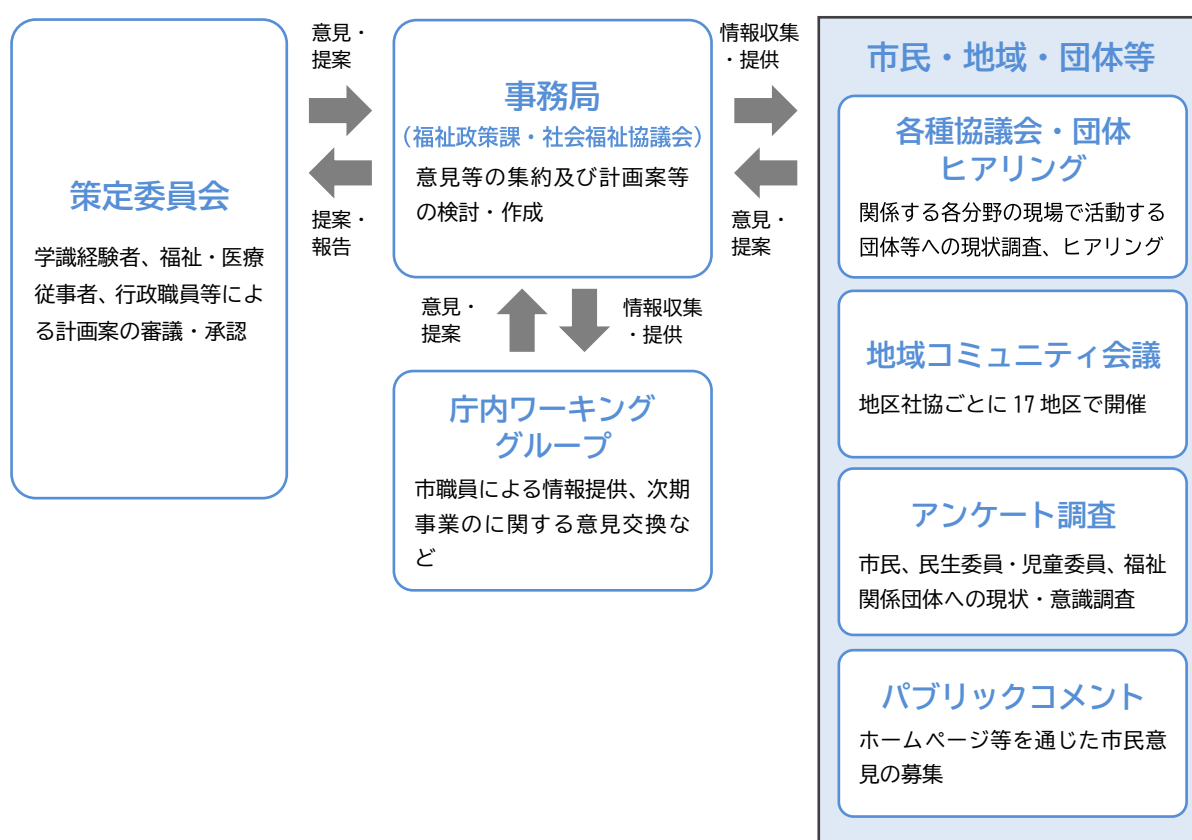 策定委員会
学識経験者、福祉・医療
従事者、行政職員等によ
る計画案の審議・承認
意見・
提案
提案・
報告
事務局
（福祉政策課・社会福祉協議会）
意見等の集約及び計画案等
の検討・作成
意見・
提案
情報収集
・提供
庁内ワーキング
グループ
市職員による情報提供、次期
事業のに関する意見交換な
ど
情報収集
・提供
意見・
提案
市民・地域・団体等
各種協議会・団体
ヒアリング
関係する各分野の現場で活動する
団体等への現状調査、ヒアリング
地域コミュニティ会議
地区社協ごとに 17 地区で開催
アンケート調査
市民、民生委員・児童委員、福祉
関係団体への現状・意識調査
パブリックコメント
ホームページ等を通じた市民意
見の募集